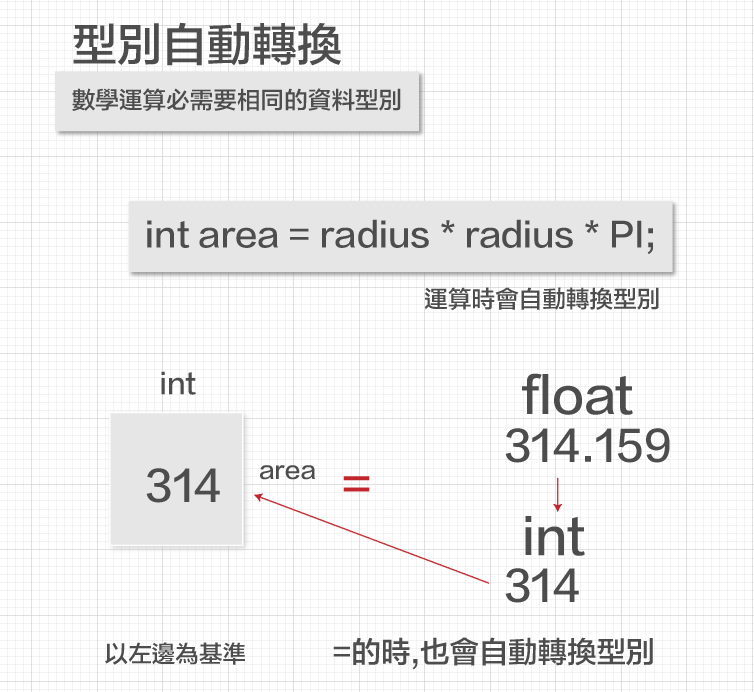 型別自動轉換
數學運算必需要相同的資料型別
int area = radius * radius * PI;
運算時會自動轉換型別
int
314
area
=
float
314.159
int
314
以左邊為基準
=的時,也會自動轉換型別